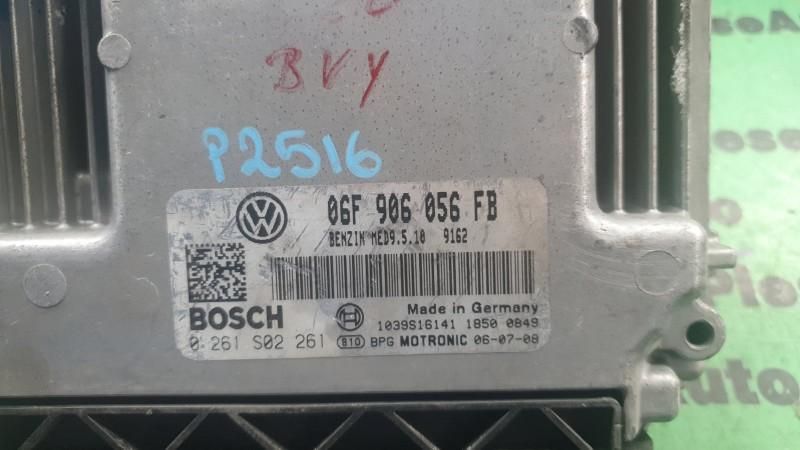 BVY
P2516
06F 906 056 FB
BENZIN MED9.5.10 9162
BOSCH
Made in Germany
1039S16141 1850 0849
0 261 S02 261 810 BPG MOTRONIC 06-07-08